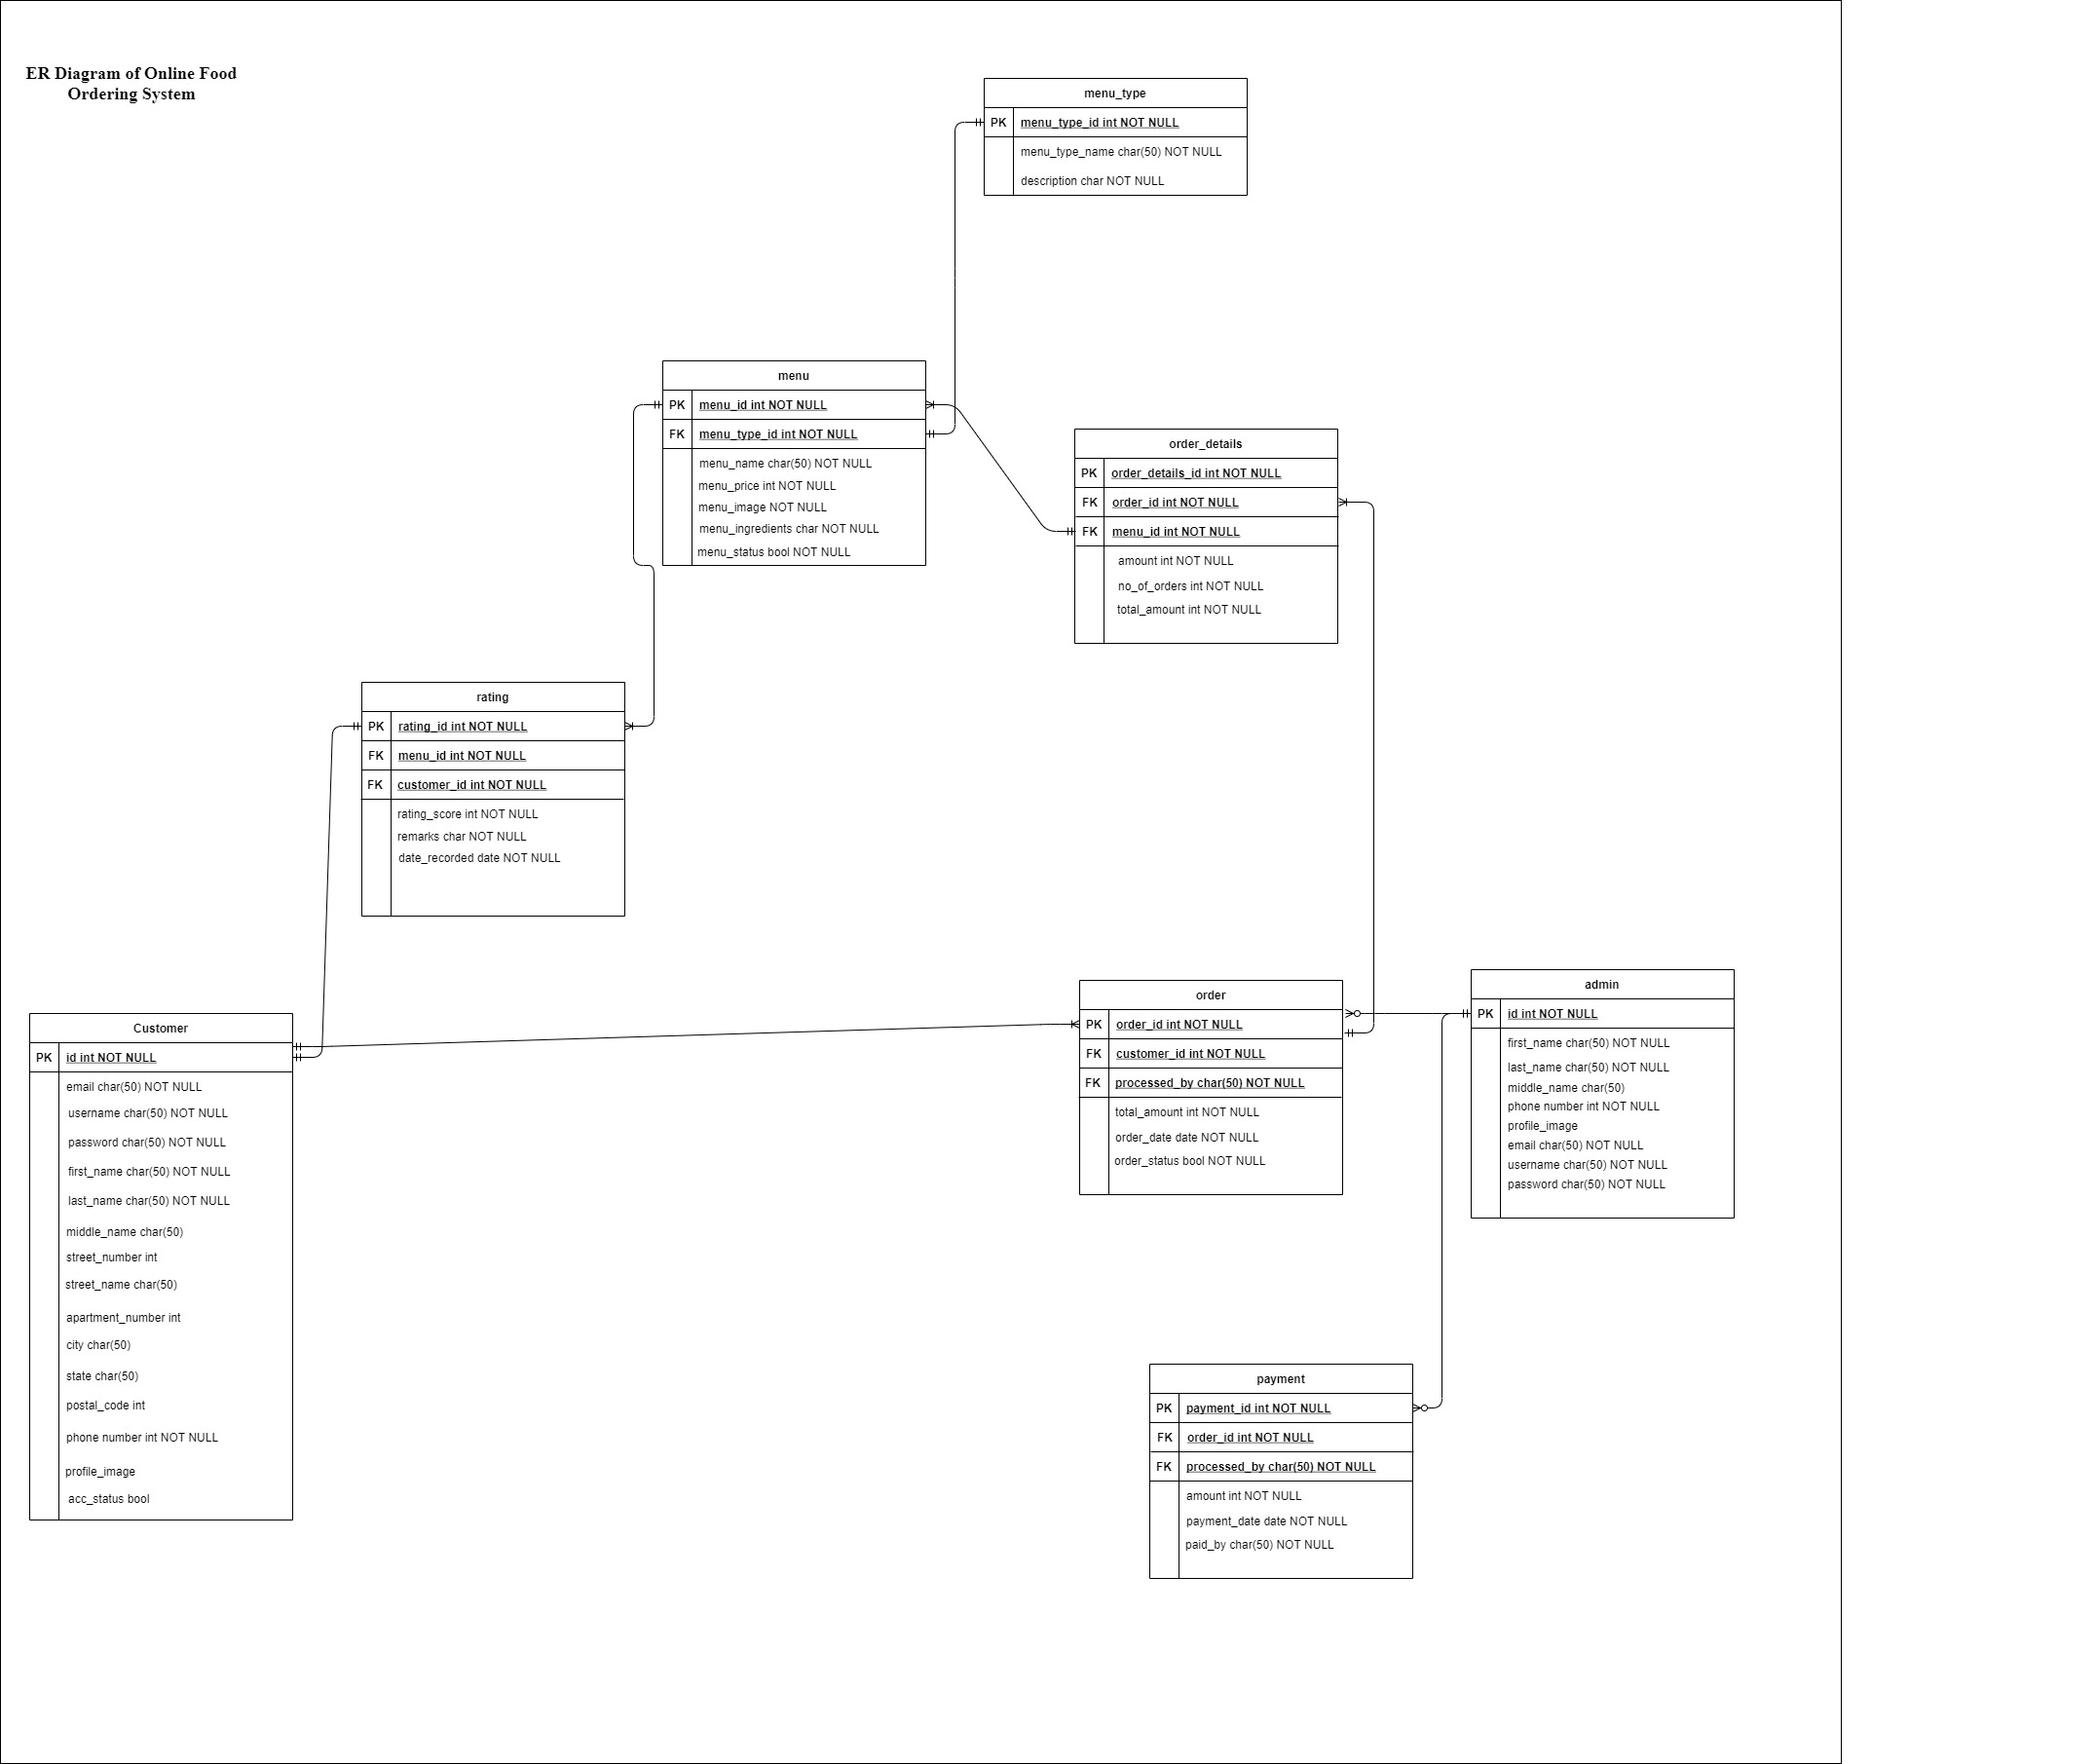 ER Diagram of Online Food
Ordering System
menu_type
PK menu_type_id int NOT NULL
menu_type_name char(50) NOT NULL
description char NOT NULL
menu
PK menu_id int NOT NULL
FK menu_type_id int NOT NULL
menu_name char(50) NOT NULL
menu_price int NOT NULL
menu_image NOT NULL
menu_ingredients char NOT NULL
menu_status bool NOT NULL
order_details
PK order_details_id int NOT NULL
FK order_id int NOT NULL
FK menu_id int NOT NULL
amount int NOT NULL
no_of_orders int NOT NULL
total_amount int NOT NULL
rating
PK rating_id int NOT NULL
FK menu_id int NOT NULL
FK customer_id int NOT NULL
rating_score int NOT NULL
remarks char NOT NULL
date_recorded date NOT NULL
Customer
PK id int NOT NULL
email char(50) NOT NULL
username char(50) NOT NULL
password char(50) NOT NULL
first_name char(50) NOT NULL
last_name char(50) NOT NULL
middle_name char(50)
street_number int
street_name char(50)
apartment_number int
city char(50)
state char(50)
postal_code int
phone number int NOT NULL
profile_image
acc_status bool
order
PK order_id int NOT NULL
FK customer_id int NOT NULL
FK processed_by char(50) NOT NULL
total_amount int NOT NULL
order_date date NOT NULL
order_status bool NOT NULL
admin
PK id int NOT NULL
first_name char(50) NOT NULL
last_name char(50) NOT NULL
middle_name char(50)
phone number int NOT NULL
profile_image
email char(50) NOT NULL
username char(50) NOT NULL
password char(50) NOT NULL
payment
PK payment_id int NOT NULL
FK order_id int NOT NULL
FK processed_by char(50) NOT NULL
amount int NOT NULL
payment_date date NOT NULL
paid_by char(50) NOT NULL